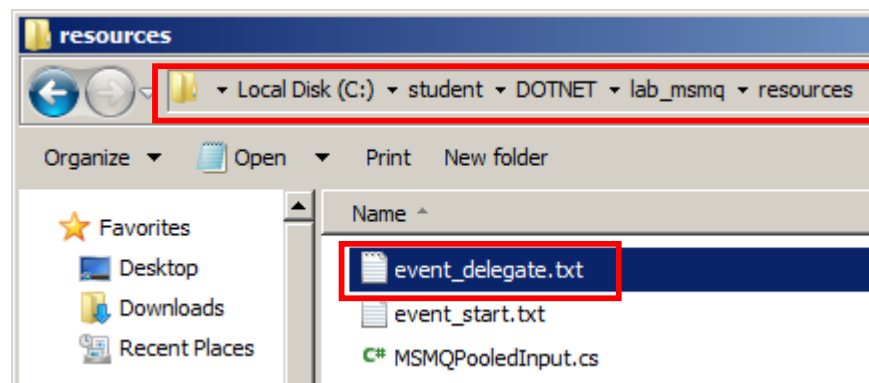 resources
Local Disk (C:) student DOTNET lab_msmq resources
Organize Open Print New folder
Favorites
Desktop
Downloads
Recent Places
Name
event_delegate.txt
event_start.txt
C# MSMQPooledInput.cs